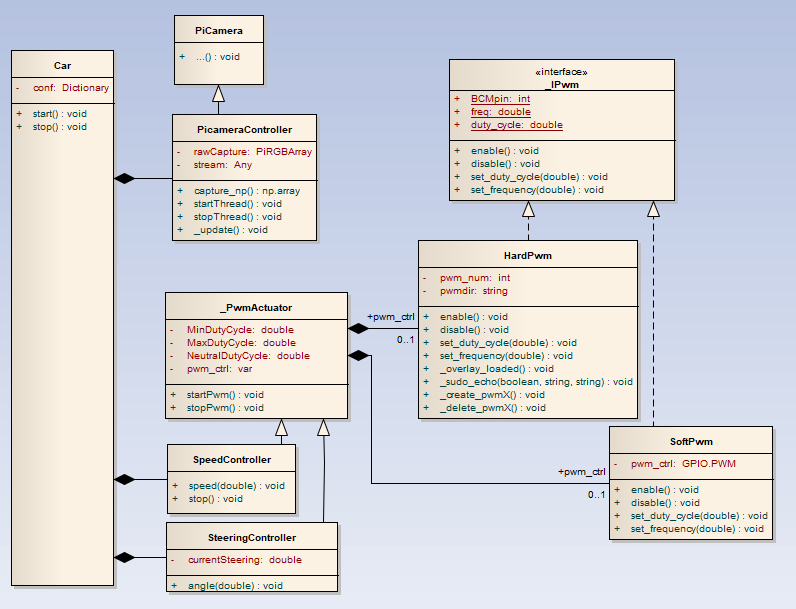 Car
- conf: Dictionary
+ start() : void
+ stop() : void
PiCamera
+ ...() : void
PicameraController
- rawCapture: PiRGBArray
- stream: Any
+ capture_np() : np.array
+ startThread() : void
+ stopThread() : void
+ _update() : void
«interface»
_IPwm
+ BCMpin: int
+ freq: double
+ duty_cycle: double
+ enable() : void
+ disable() : void
+ set_duty_cycle(double) : void
+ set_frequency(double) : void
HardPwm
- pwm_num: int
- pwmdir: string
+ enable() : void
+ disable() : void
+ set_duty_cycle(double) : void
+ set_frequency(double) : void
+ _overlay_loaded() : void
+ _sudo_echo(boolean, string, string) : void
+ _create_pwmX() : void
+ _delete_pwmX() : void
_PwmActuator
- MinDutyCycle: double
- MaxDutyCycle: double
- NeutralDutyCycle: double
- pwm_ctrl: var
+ startPwm() : void
+ stopPwm() : void
+pwm_ctrl
0..1
SpeedController
+ speed(double) : void
+ stop() : void
+pwm_ctrl
0..1
SoftPwm
- pwm_ctrl: GPIO.PWM
+ enable() : void
+ disable() : void
+ set_duty_cycle(double) : void
+ set_frequency(double) : void
SteeringController
- currentSteering: double
+ angle(double) : void